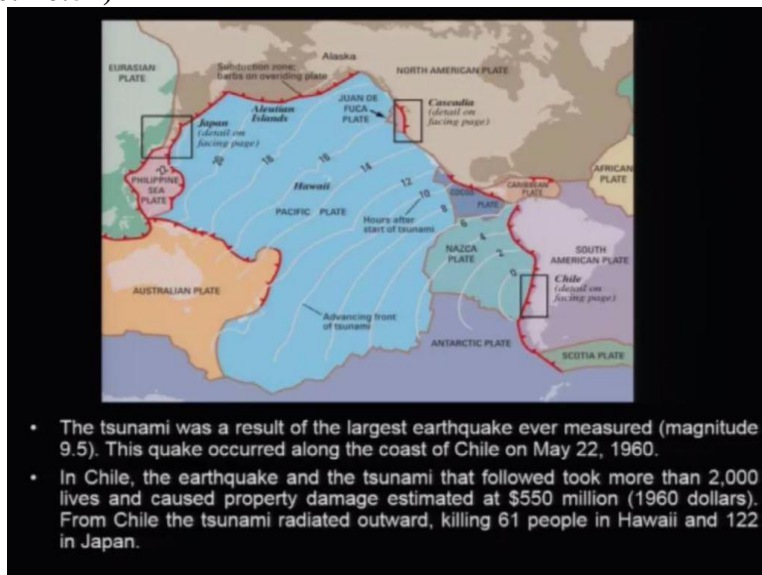 Alaska
EURASIAN
PLATE
Subduction zone;
barbs on overiding plate
NORTH AMERICAN PLATE
JUAN DE
FUCA
PLATE
Cascadia
(detail on
facing page)
Aleutian
Islands
Japan
(detail on
facing page)
20
18
16
14
12
10
8
6
4
2
0
22
AFRICAN
PLATE
PHILIPPINE
SEA
PLATE
Hawaii
COCOS
PLATE
CARIBBEAN
PLATE
PACIFIC PLATE
Hours after
start of tsunami
NAZCA
PLATE
SOUTH
AMERICAN PLATE
Chile
(detail on
facing page)
AUSTRALIAN PLATE
Advancing front
of tsunami
ANTARCTIC PLATE
SCOTIA PLATE
• The tsunami was a result of the largest earthquake ever measured (magnitude
9.5). This quake occurred along the coast of Chile on May 22, 1960.
• In Chile, the earthquake and the tsunami that followed took more than 2,000
lives and caused property damage estimated at $550 million (1960 dollars).
From Chile the tsunami radiated outward, killing 61 people in Hawaii and 122
in Japan.